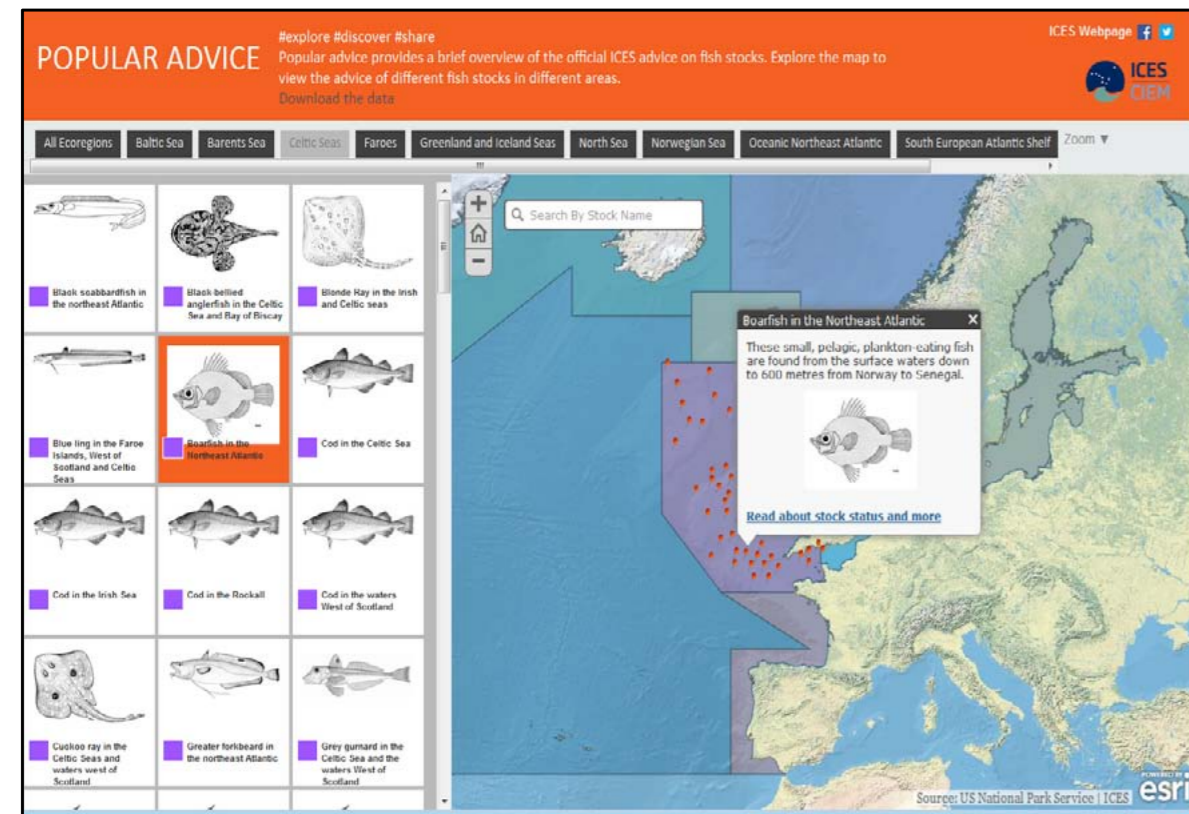 POPULAR ADVICE
#explore #discover #share
Popular advice provides a brief overview of the official ICES advice on fish stocks. Explore the map to
view the advice of different fish stocks in different areas.
Download the data
ICES Webpage
ICES
CIEM
All Ecoregions
Baltic Sea
Barents Sea
Celtic Seas
Faroes
Greenland and Iceland Seas
North Sea
Norwegian Sea
Oceanic Northeast Atlantic
South European Atlantic Shelf
Zoom ▼
Black scabbardfish in
the northeast Atlantic
Black bellied
anglerfish in the Celtic
Sea and Bay of Biscay
Blonde Ray in the Irish
and Celtic seas
Blue ling in the Faroe
Islands, West of
Scotland and Celtic
Seas
Boarfish in the
Northeast Atlantic
Cod in the Celtic Sea
Cod in the Irish Sea
Cod in the Rockall
Cod in the waters
West of Scotland
Cuckoo ray in the
Celtic Seas and
waters west of
Scotland
Greater forkbeard in
the northeast Atlantic
Grey gurnard in the
Celtic Sea and the
waters West of
Scotland
Search By Stock Name
Boarfish in the Northeast Atlantic X
These small, pelagic, plankton-eating fish
are found from the surface waters down
to 600 metres from Norway to Senegal.
Read about stock status and more
Source: US National Park Service | ICES
POWERED BY
esri